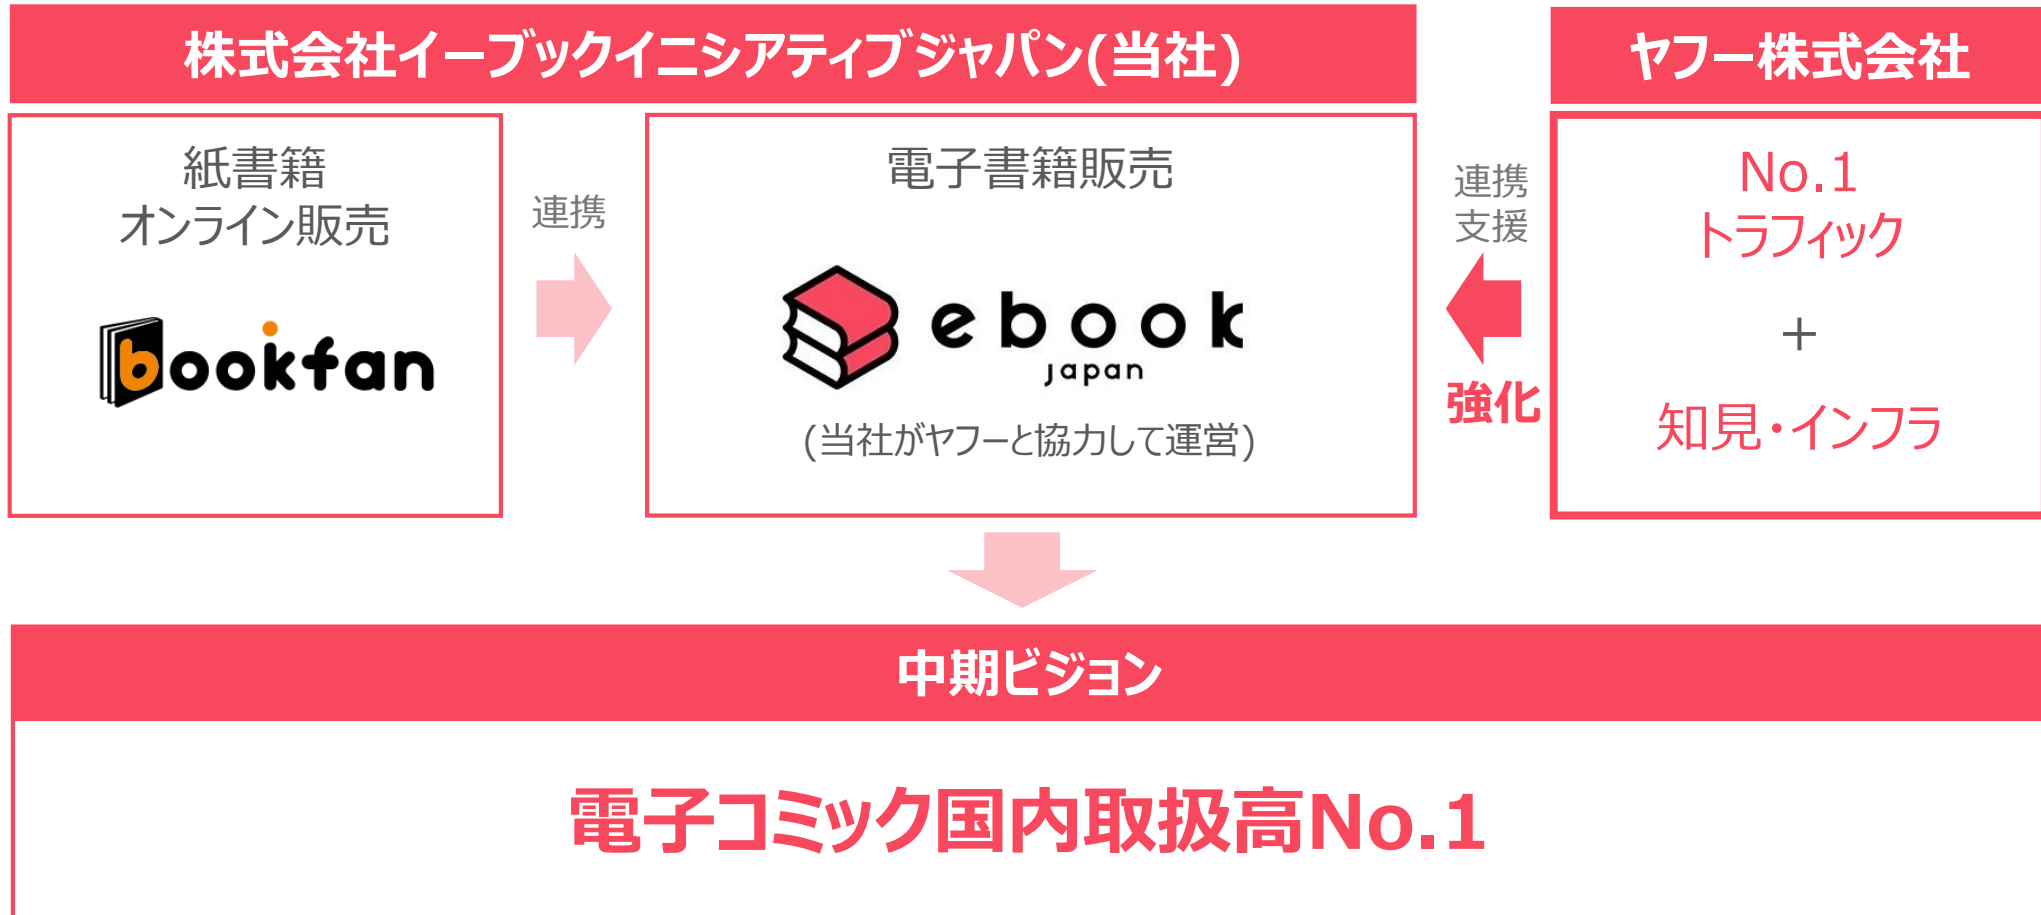 株式会社イーブックイニシアティブジャパン(当社)
ヤフー株式会社
紙書籍
オンライン販売
bookfan
連携
電子書籍販売
ebook
japan
(当社がヤフーと協力して運営)
連携
支援
強化
No.1
トラフィック
+
知見・インフラ
中期ビジョン
電子コミック国内取扱高No.1